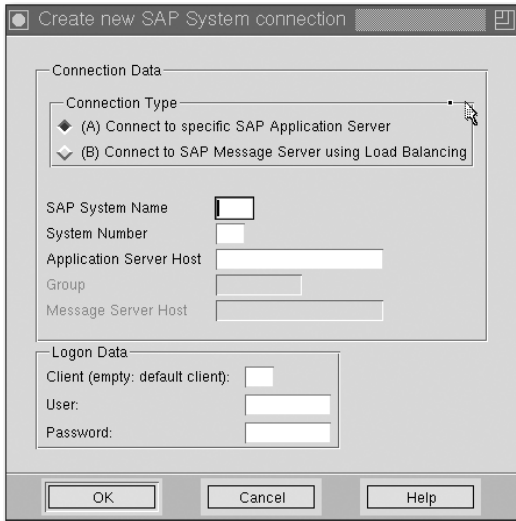 Create new SAP System connection
Connection Data
Connection Type
(A) Connect to specific SAP Application Server
(B) Connect to SAP Message Server using Load Balancing
SAP System Name
System Number
Application Server Host
Group
Message Server Host
Logon Data
Client (empty: default client):
User:
Password:
OK Cancel Help